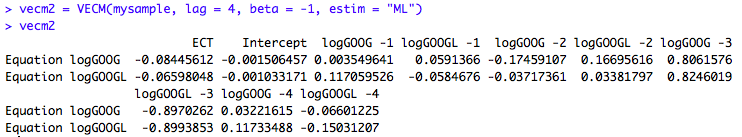 > vecm2 = VECM(mysample, lag = 4, beta = -1, estim = "ML")
> vecm2
ECT Intercept logGOOG -1 logGOOGL -1 logGOOG -2 logGOOGL -2 logGOOG -3
Equation logGOOG -0.08445612 -0.001506457 0.003549641 0.0591366 -0.17459107 0.16695616 0.8061576
Equation logGOOGL -0.06598048 -0.001033171 0.117059526 -0.0584676 -0.03717361 0.03381797 0.8246019
logGOOGL -3 logGOOG -4 logGOOGL -4
Equation logGOOG -0.8970262 0.03221615 -0.06601225
Equation logGOOGL -0.8993853 0.11733488 -0.15031207